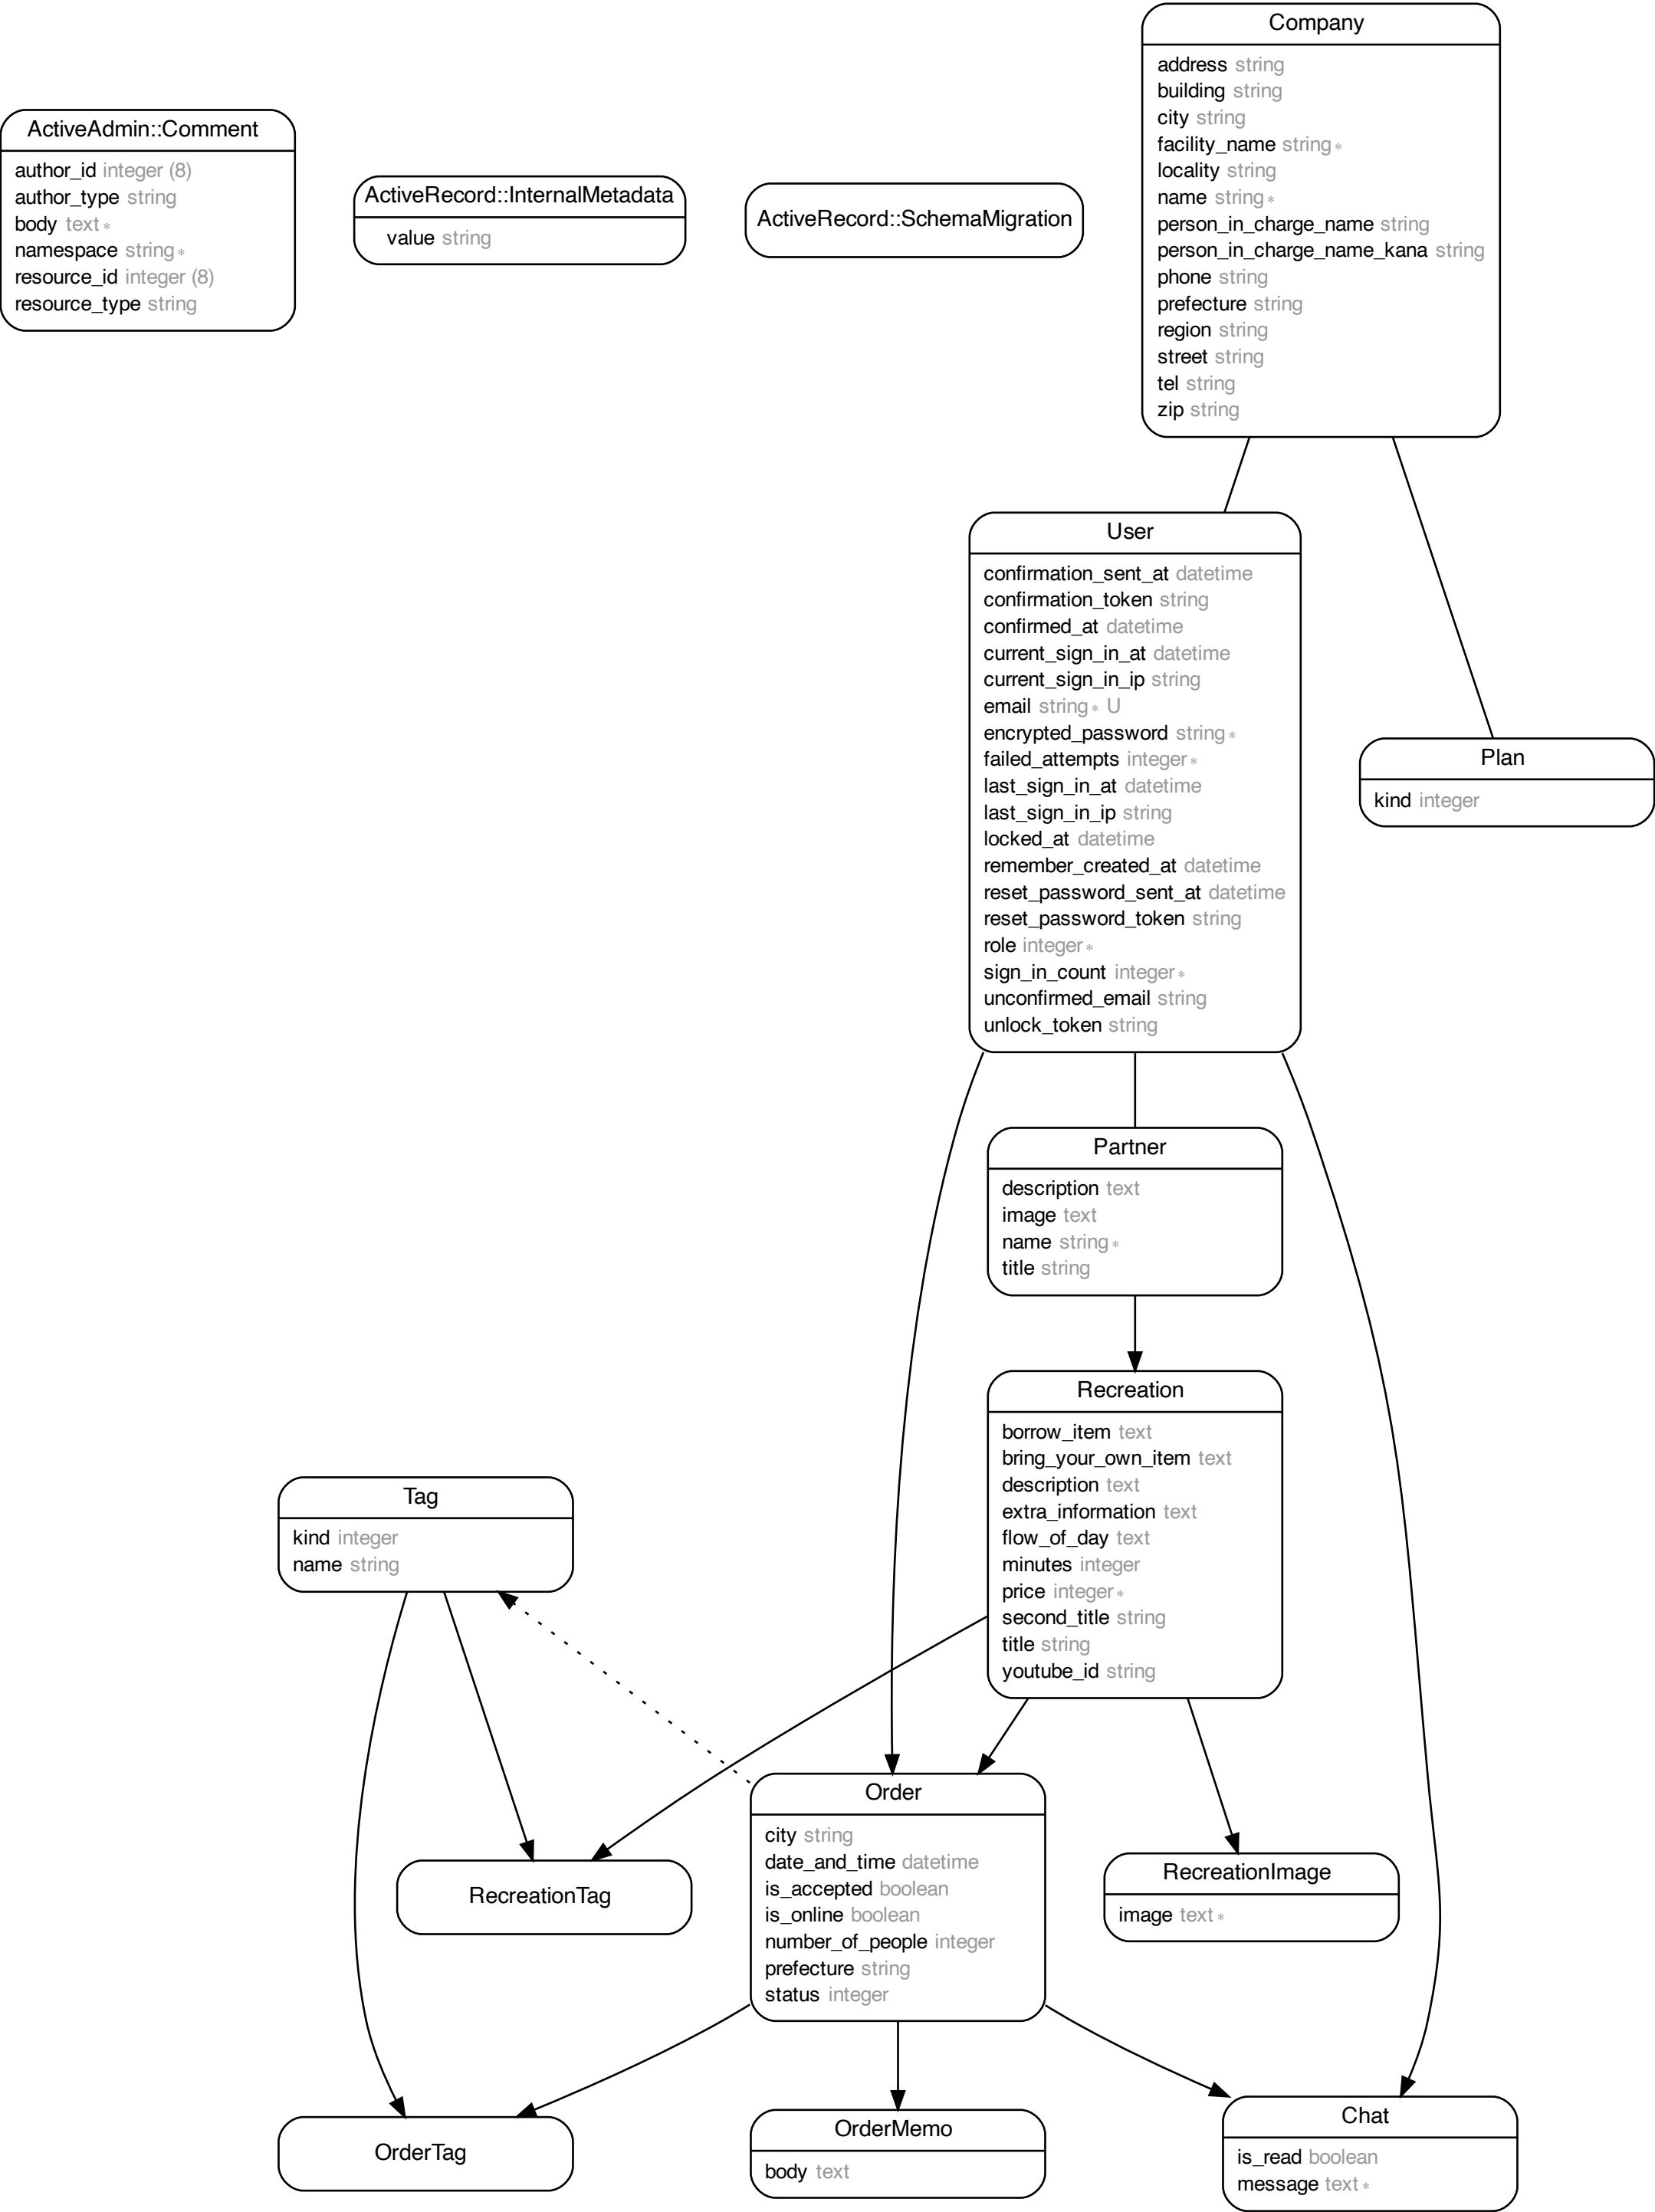 Company
address string
building string
city string
facility_name string∗
locality string
name string∗
person_in_charge_name string
person_in_charge_name_kana string
phone string
prefecture string
region string
street string
tel string
zip string
ActiveAdmin::Comment
author_id integer (8)
author_type string
body text∗
namespace string∗
resource_id integer (8)
resource_type string
ActiveRecord::InternalMetadata
value string
ActiveRecord::SchemaMigration
User
confirmation_sent_at datetime
confirmation_token string
confirmed_at datetime
current_sign_in_at datetime
current_sign_in_ip string
email string∗ U
encrypted_password string∗
failed_attempts integer∗
last_sign_in_at datetime
last_sign_in_ip string
locked_at datetime
remember_created_at datetime
reset_password_sent_at datetime
reset_password_token string
role integer∗
sign_in_count integer∗
unconfirmed_email string
unlock_token string
Plan
kind integer
Partner
description text
image text
name string∗
title string
Recreation
borrow_item text
bring_your_own_item text
description text
extra_information text
flow_of_day text
minutes integer
price integer∗
second_title string
title string
youtube_id string
Tag
kind integer
name string
Order
city string
date_and_time datetime
is_accepted boolean
is_online boolean
number_of_people integer
prefecture string
status integer
RecreationTag
RecreationImage
image text∗
OrderTag
OrderMemo
body text
Chat
is_read boolean
message text∗